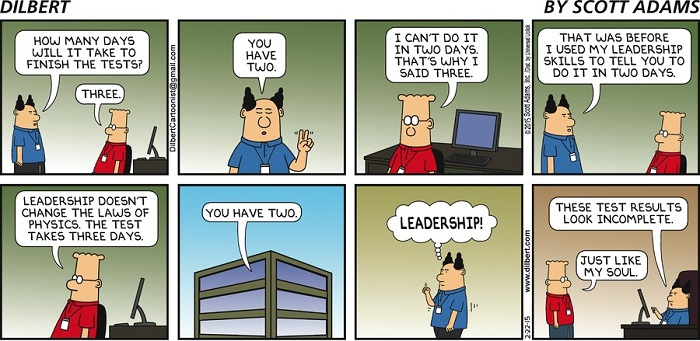 DILBERT
BY SCOTT ADAMS
HOW MANY DAYS
WILL IT TAKE TO
FINISH THE TESTS?
THREE.
DilbertCartoonist@gmail.com
YOU
HAVE
TWO.
I CAN'T DO IT
IN TWO DAYS.
THAT'S WHY I
SAID THREE.
©2015 Scott Adams, Inc. /Dist. by Universal Uclick
THAT WAS BEFORE
I USED MY LEADERSHIP
SKILLS TO TELL YOU TO
DO IT IN TWO DAYS.
LEADERSHIP DOESN'T
CHANGE THE LAWS OF
PHYSICS. THE TEST
TAKES THREE DAYS.
YOU HAVE TWO.
LEADERSHIP!
2-22-15 www.dilbert.com
THESE TEST RESULTS
LOOK INCOMPLETE.
JUST LIKE
MY SOUL.